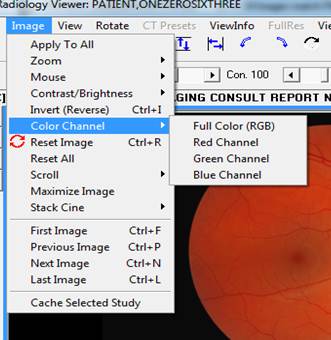 Radiology Viewer: PATIENT,ONEZEROSIXTHREE
Image View Rotate CT Presets ViewInfo FullRes
Apply To All
Zoom
Mouse
Con. 100
Contrast/Brightness
AGING CONSULT REPORT N
Invert (Reverse) Ctrl+I
Color Channel
Full Color (RGB)
Reset Image Ctrl+R
Red Channel
Reset All
Green Channel
Scroll
Blue Channel
Maximize Image
Stack Cine
First Image Ctrl+F
Previous Image Ctrl+P
Next Image Ctrl+N
Last Image Ctrl+L
Cache Selected Study